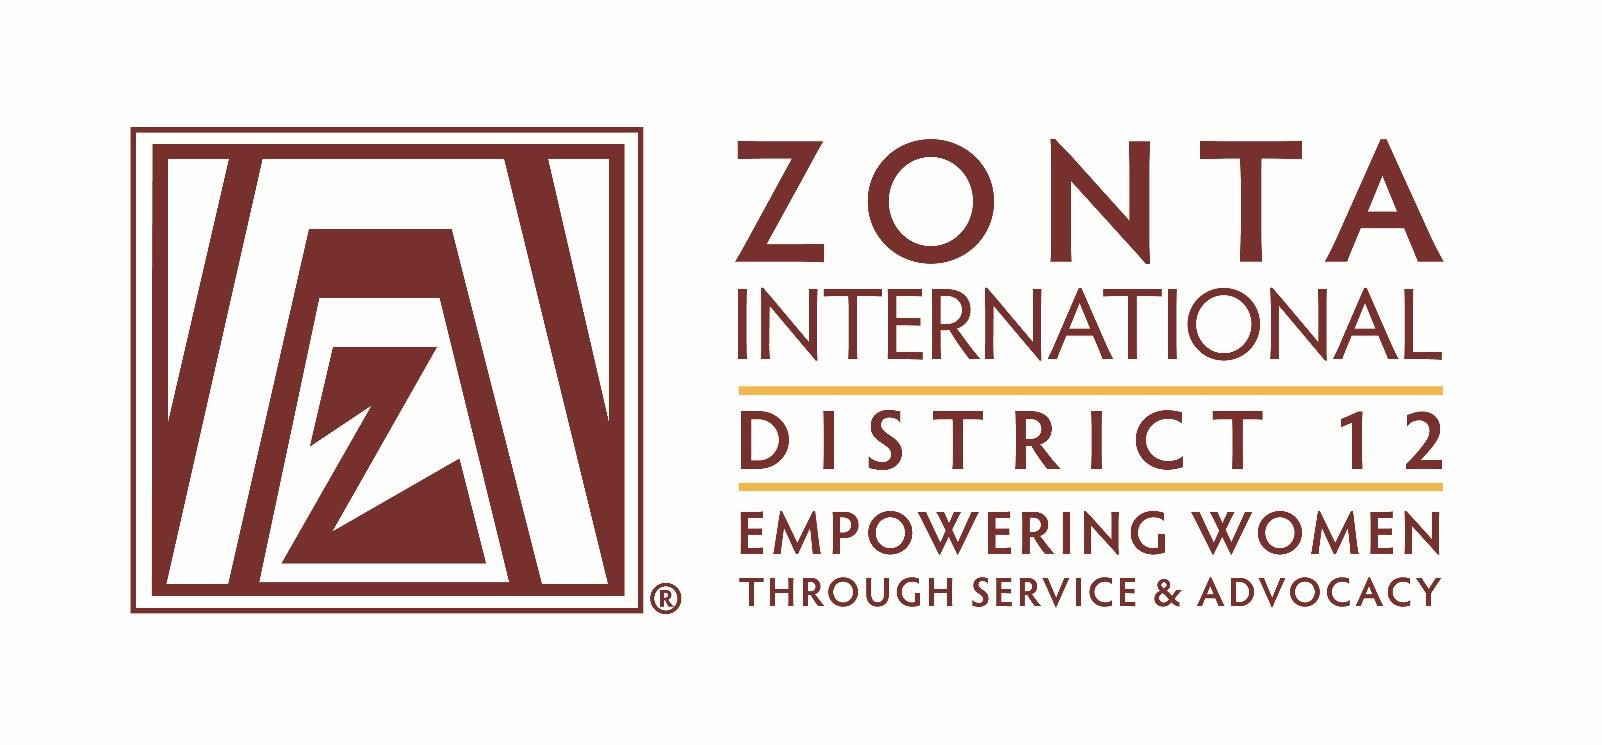 ZONTA
INTERNATIONAL
DISTRICT 12
EMPOWERING WOMEN
THROUGH SERVICE & ADVOCACY
®